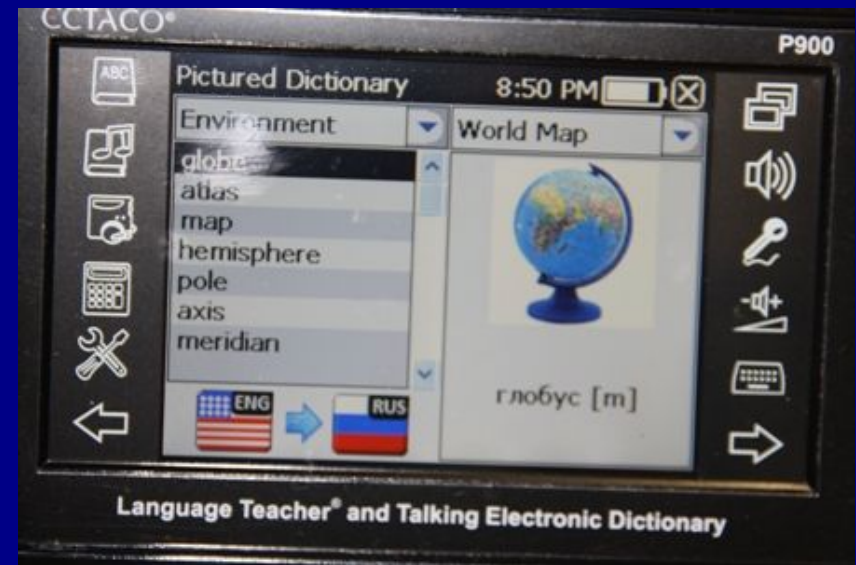 CCTACO®
P900
ABC
Pictured Dictionary 8:50 PM
Environment World Map
globe
atlas
map
hemisphere
pole
axis
meridian
ENG RUS
глобус [m]
Language Teacher® and Talking Electronic Dictionary